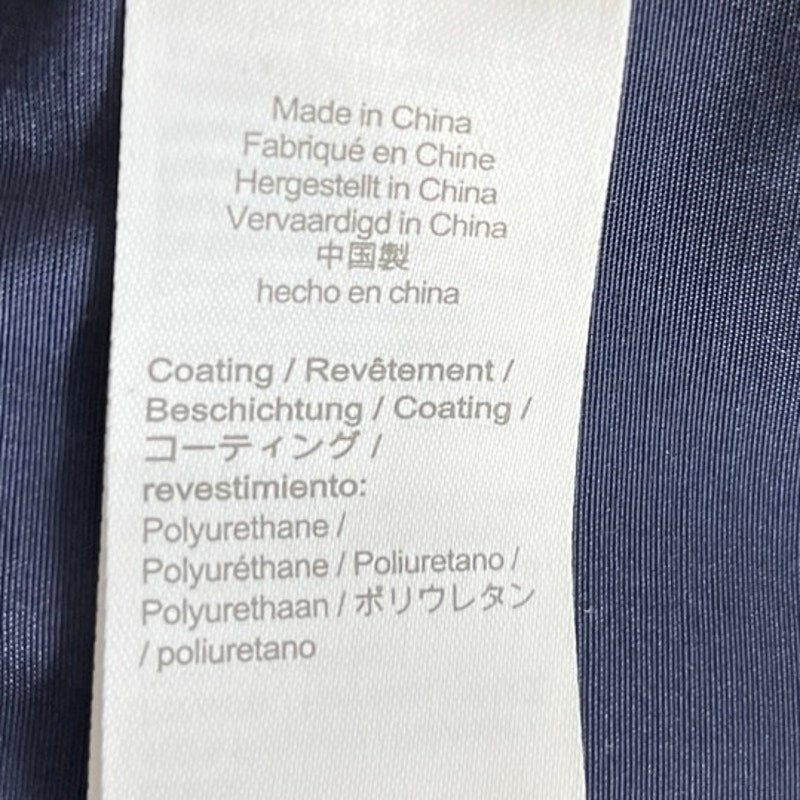 Made in China
Fabriqué en Chine
Hergestellt in China
Vervaardigd in China
中国製
hecho en china
Coating / Revêtement /
Beschichtung / Coating /
コーティング /
revestimiento:
Polyurethane /
Polyuréthane / Poliuretano /
Polyurethaan / ポリウレタン
/ poliuretano